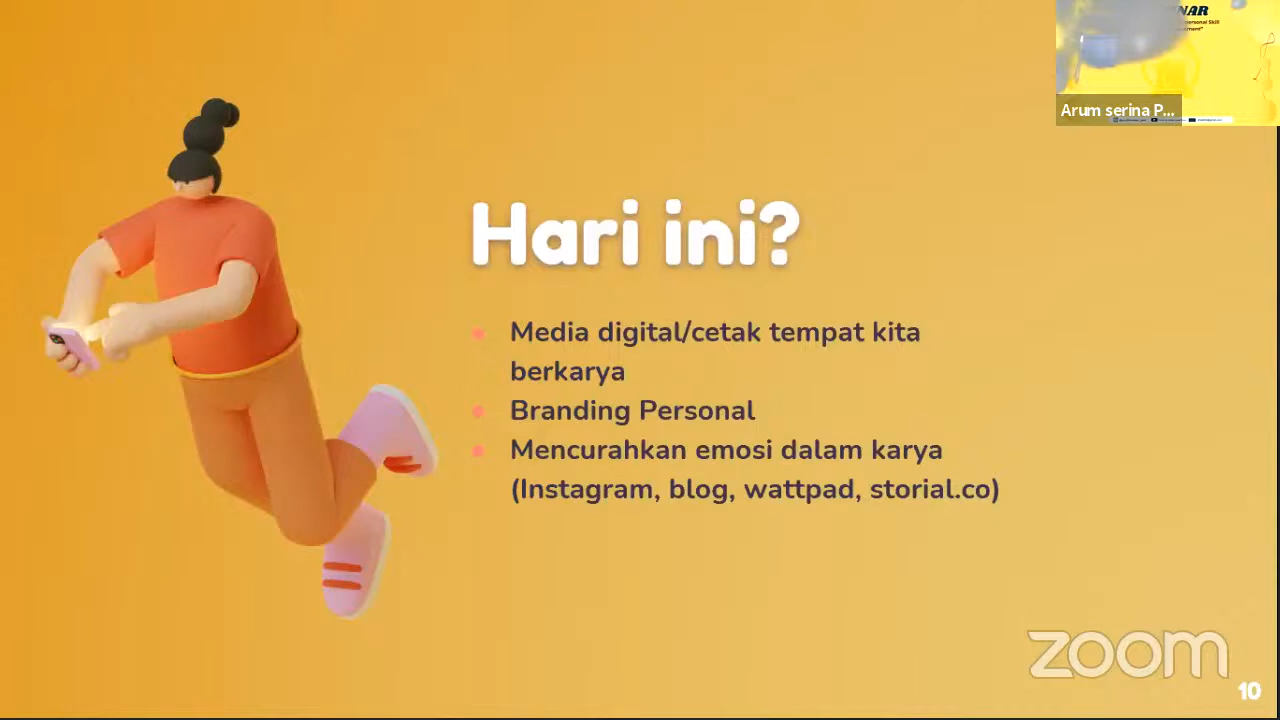 Arum serina P...
Hari ini?
Media digital/cetak tempat kita
berkarya
Branding Personal
Mencurahkan emosi dalam karya
(Instagram, blog, wattpad, storial.co)
zoom
10